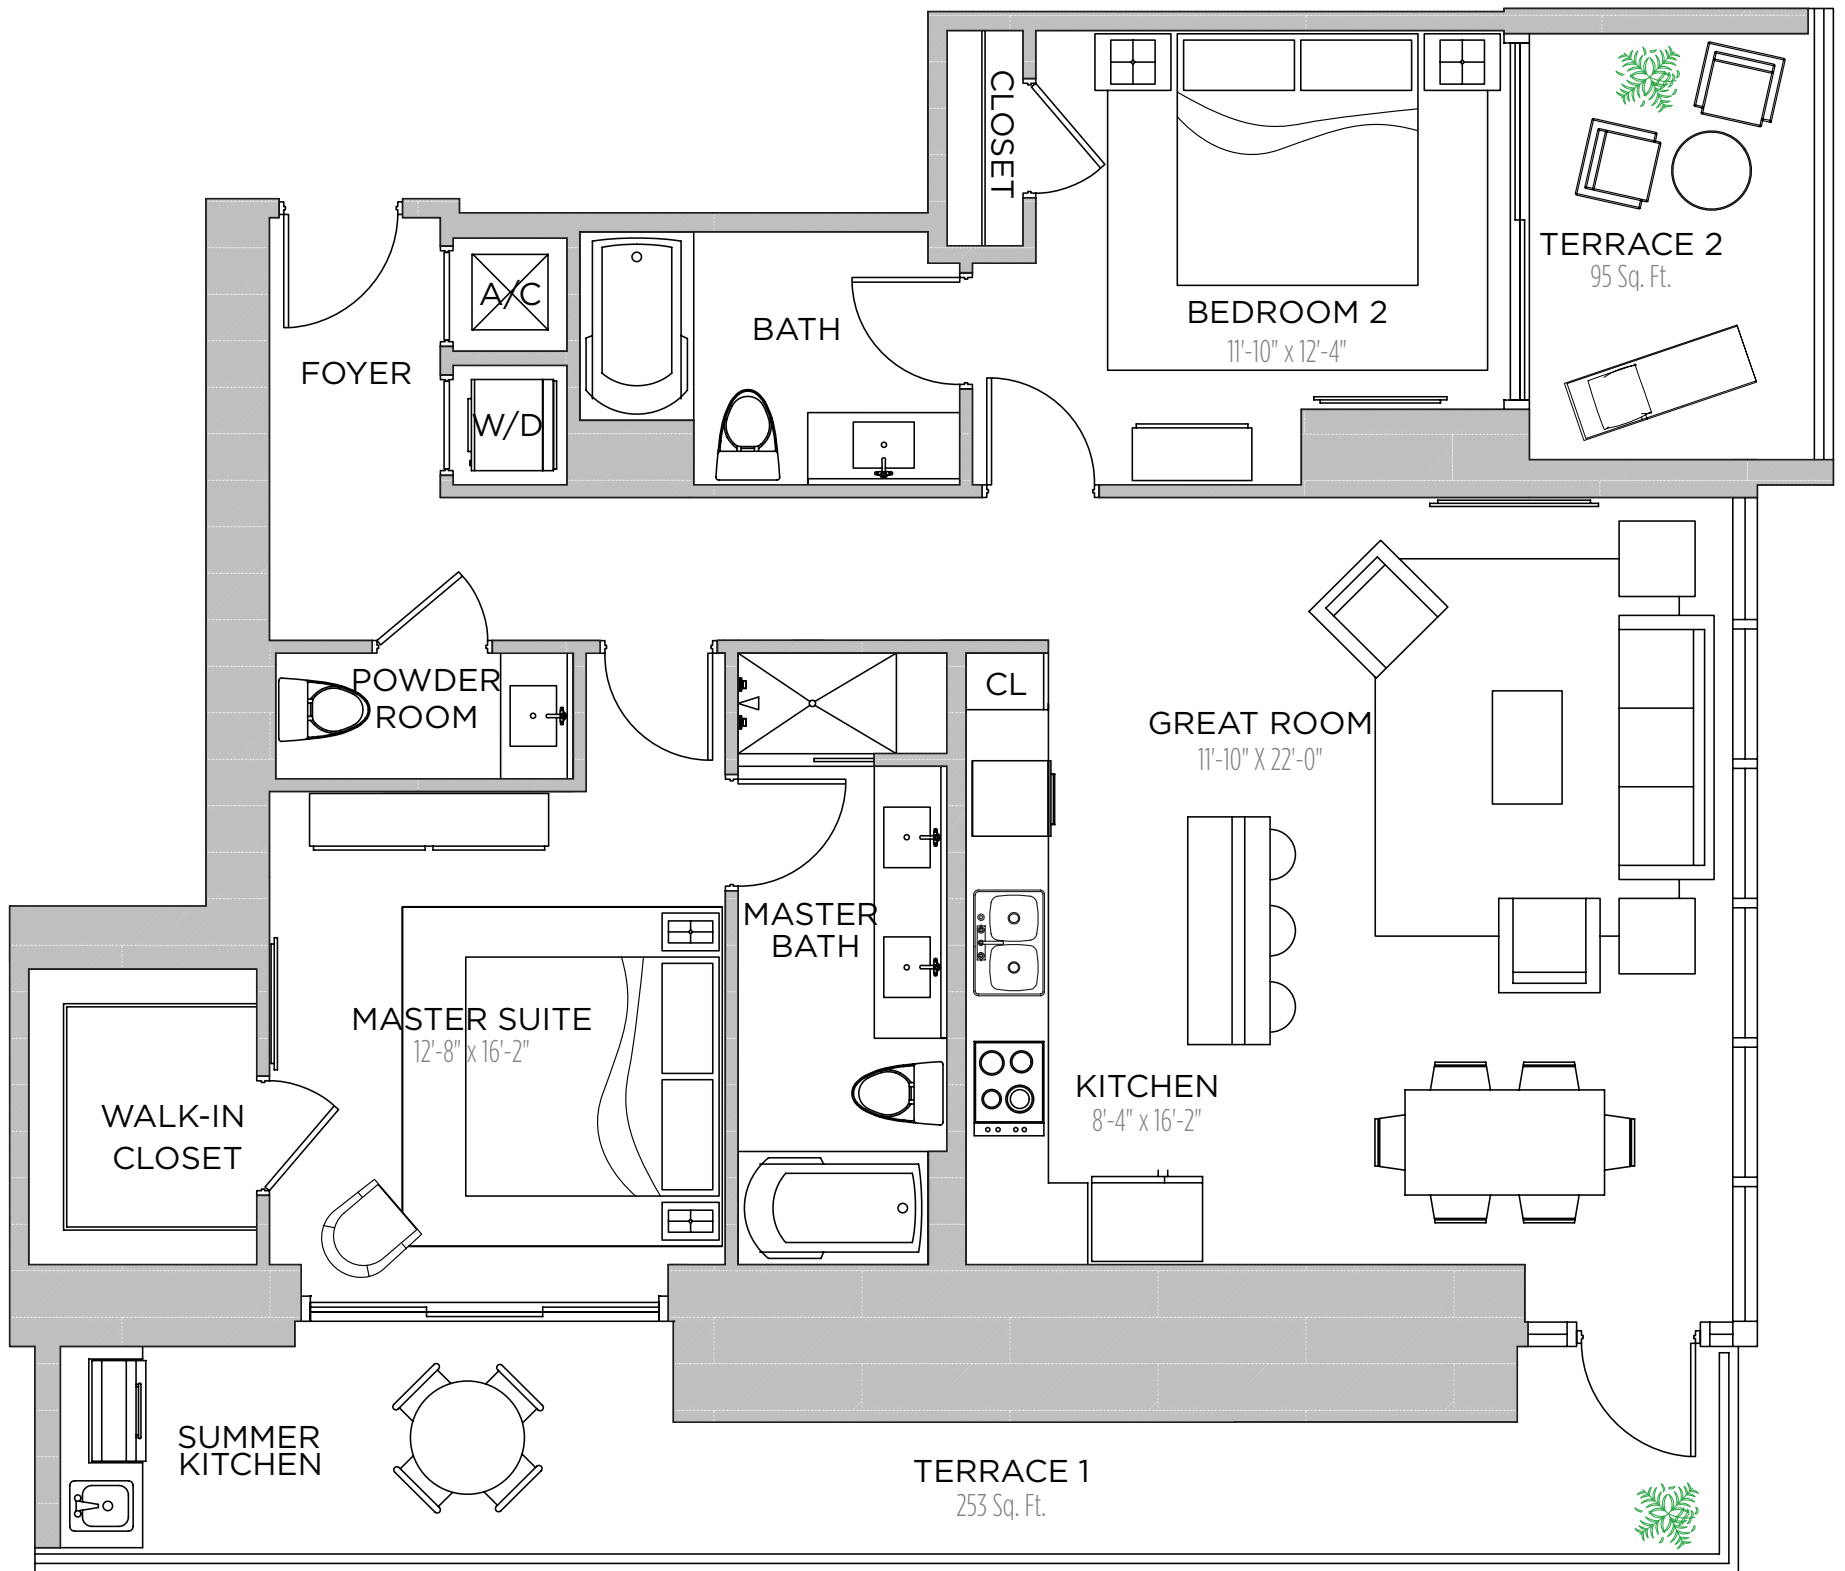 CLOSET
TERRACE 2
95 Sq. Ft.
A/C
BATH
BEDROOM 2
11'-10" x 12'-4"
FOYER
W/D
POWDER
ROOM
CL
GREAT ROOM
11'-10" X 22'-0"
MASTER
BATH
MASTER SUITE
12'-8" x 16'-2"
WALK-IN
CLOSET
KITCHEN
8'-4" x 16'-2"
SUMMER
KITCHEN
TERRACE 1
253 Sq. Ft.